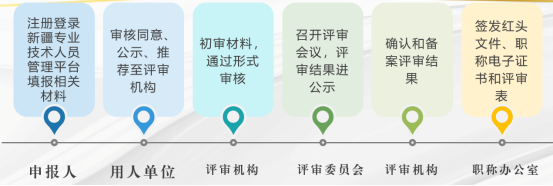 注册登录
新疆专业
技术人员
管理平台
填报相关
材料
审核同意、
公示、推
荐至评审
机构
初审材料，
通过形式
审核
召开评审
会议，评
审结果进
公示
确认和备
案评审结
果
签发红头
文件、职
称电子证
书和评审
表
申报人
用人单位
评审机构
评审委员会
评审机构
职称办公室